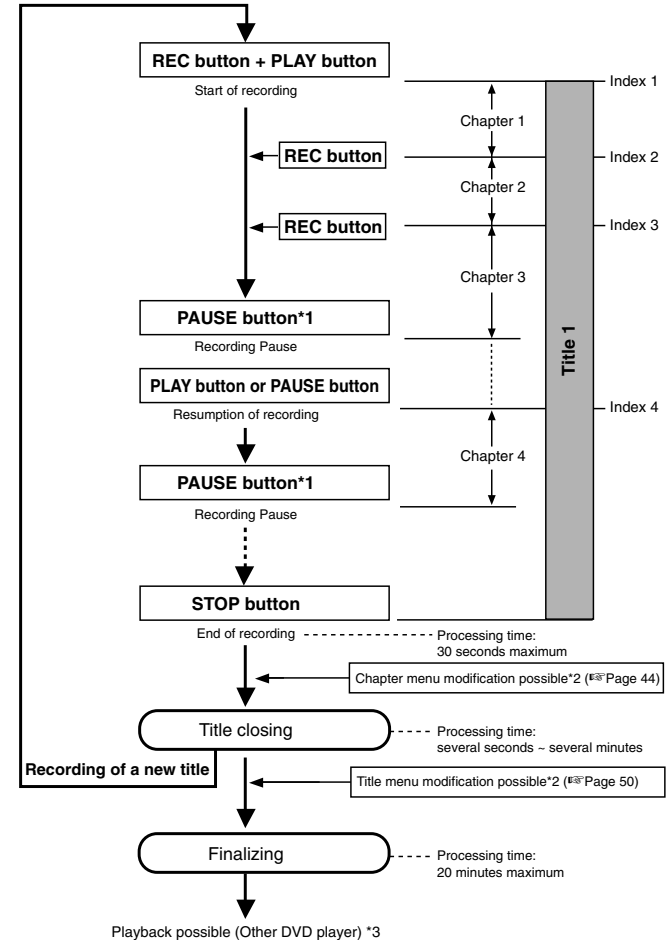 REC button + PLAY button
Start of recording
Index 1
Chapter 1
REC button
Index 2
Chapter 2
REC button
Index 3
Chapter 3
PAUSE button*1
Recording Pause
Title 1
PLAY button or PAUSE button
Resumption of recording
Index 4
Chapter 4
PAUSE button*1
Recording Pause
STOP button
End of recording
Processing time:
30 seconds maximum
Chapter menu modification possible*2 (☞Page 44)
Title closing
Processing time:
several seconds ~ several minutes
Recording of a new title
Title menu modification possible*2 (☞Page 50)
Finalizing
Processing time:
20 minutes maximum
Playback possible (Other DVD player) *3